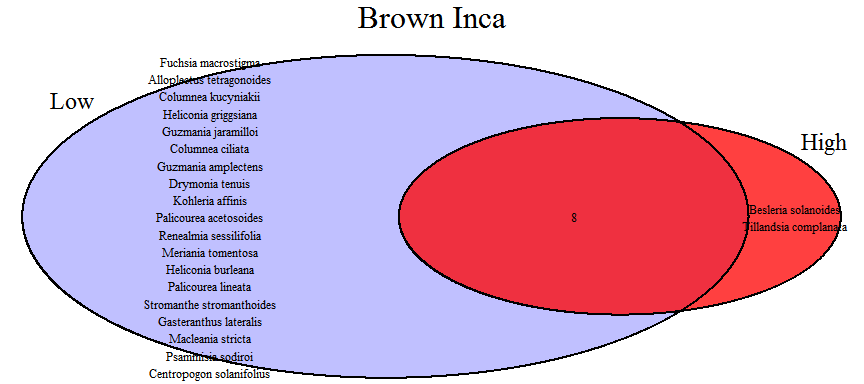 Brown Inca
Low
High
Fuchsia macrostigma
Alloplectus tetragonoides
Columnea kucyniakii
Heliconia griggsiana
Guzmania jaramilloi
Columnea ciliata
Guzmania amplectens
Drymonia tenuis
Kohleria affinis
Palicourea acetosoides
Renealmia sessilifolia
Meriania tomentosa
Heliconia burleana
Palicourea lineata
Stromanthe stromanthoides
Gasteranthus lateralis
Macleania stricta
Psammisia sodiroi
Centropogon solanifolius
8
Besleria solanoides
Tillandsia complanata